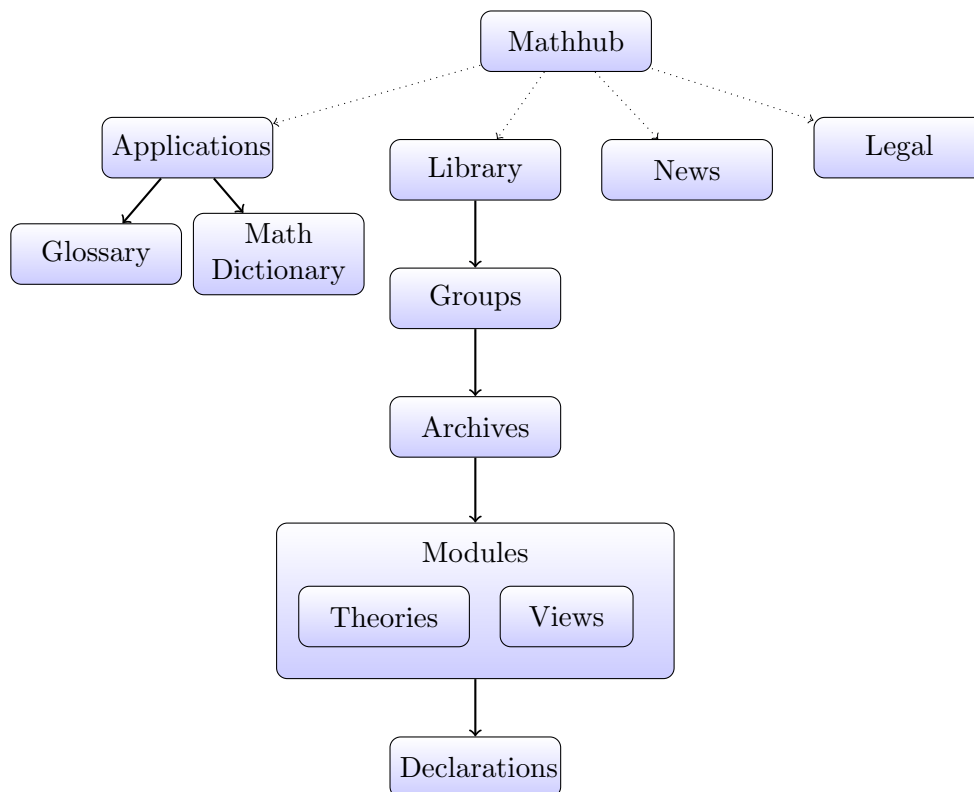 Mathhub
Applications
Library
News
Legal
Glossary
Math
Dictionary
Groups
Archives
Modules
Theories
Views
Declarations